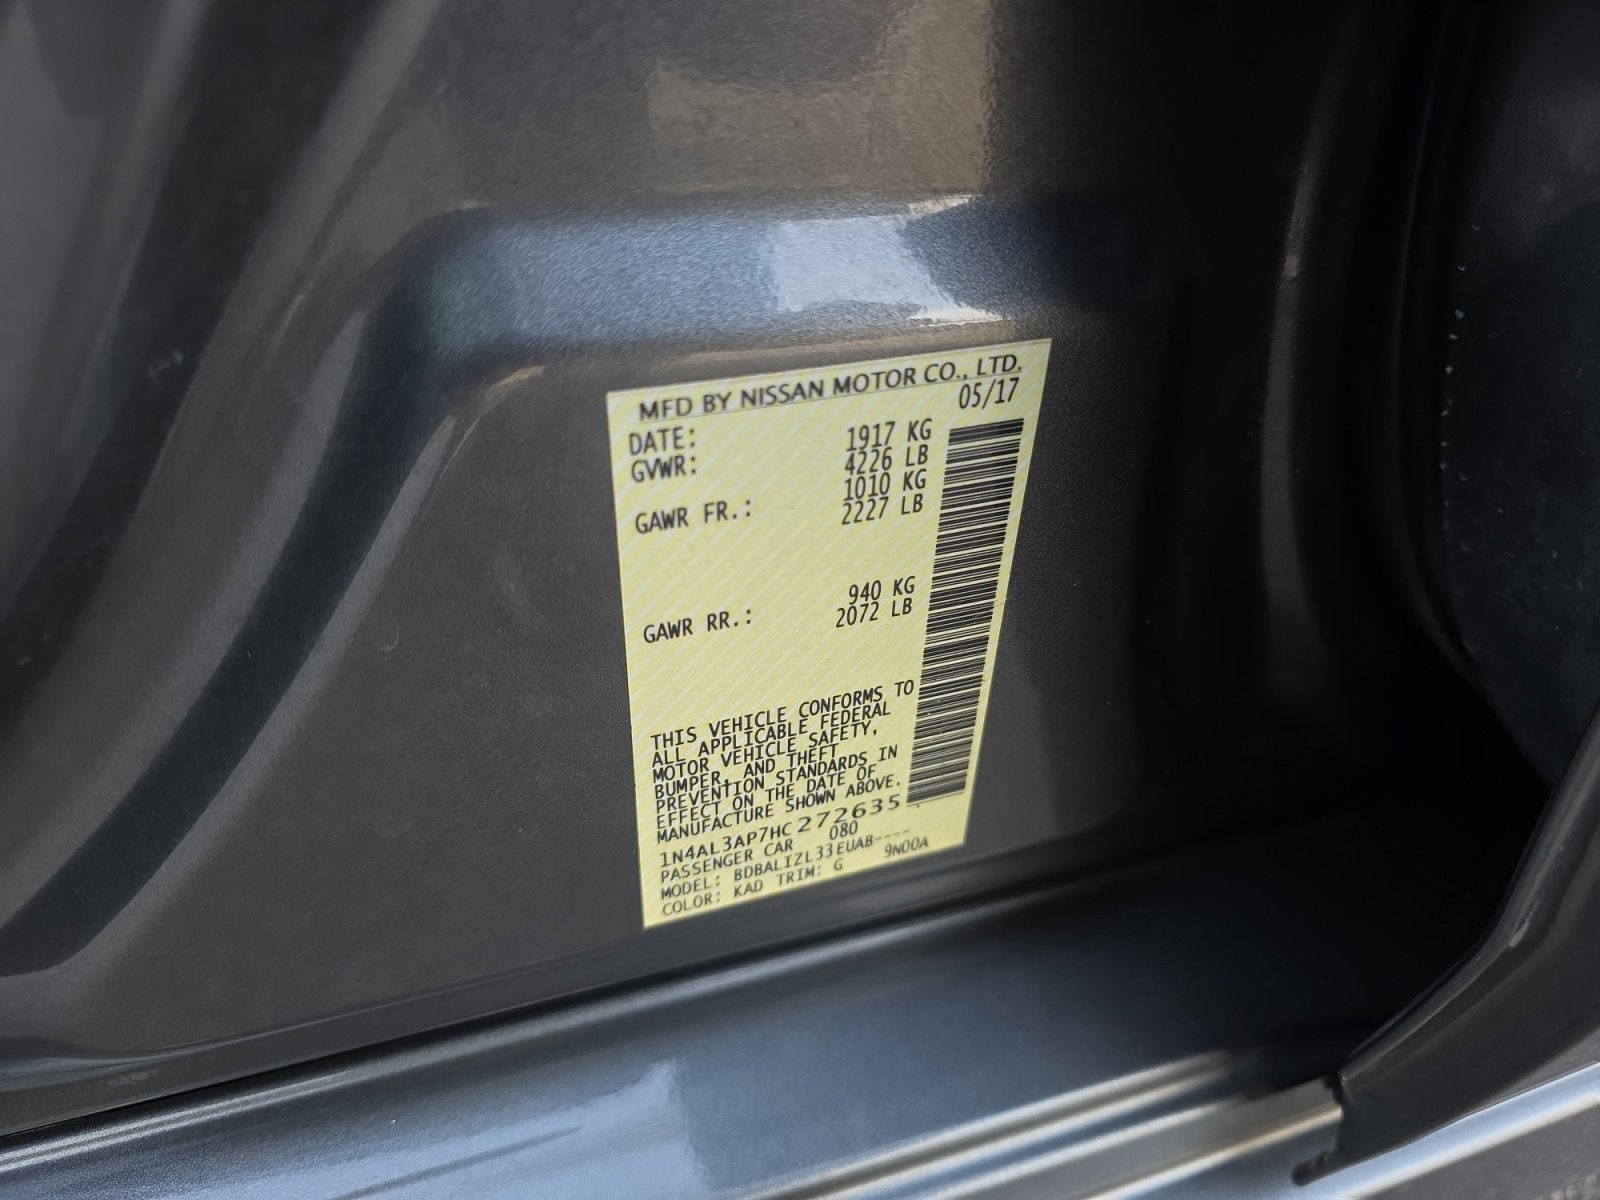 MFD BY NISSAN MOTOR CO., LTD.
DATE: 05/17
GVWR: 1917 KG
4226 LB
GAWR FR.: 1010 KG
2227 LB
GAWR RR.: 940 KG
2072 LB
THIS VEHICLE CONFORMS TO
ALL APPLICABLE FEDERAL
MOTOR VEHICLE SAFETY,
BUMPER, AND THEFT
PREVENTION STANDARDS IN
EFFECT ON THE DATE OF
MANUFACTURE SHOWN ABOVE.
1N4AL3AP7HC272635
PASSENGER CAR 080
MODEL: BDBALIZL33EUAB----
COLOR: KAD TRIM: G 9N00A